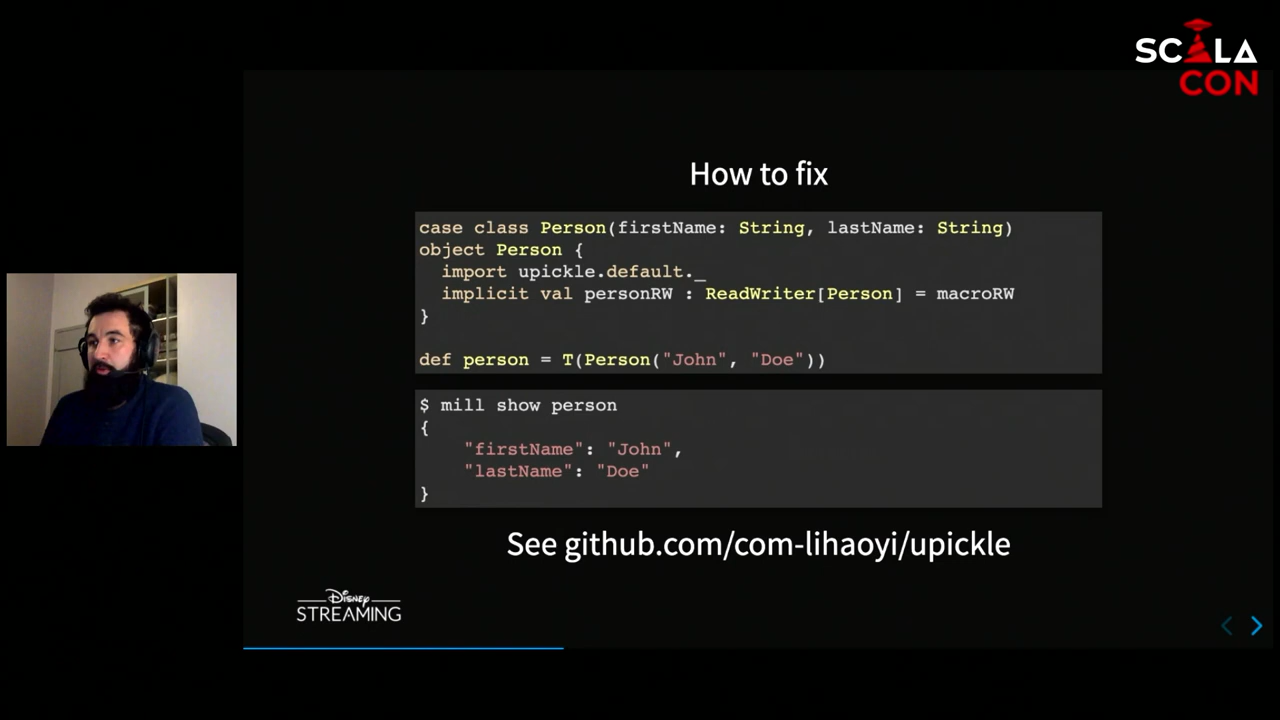 SCALA
CON
How to fix
case class Person(firstName: String, lastName: String)
object Person {
  import upickle.default._
  implicit val personRW : ReadWriter[Person] = macroRW
}
def person = T(Person("John", "Doe"))
$ mill show person
{
    "firstName": "John",
    "lastName": "Doe"
}
See github.com/com-lihaoyi/upickle
Disney
STREAMING